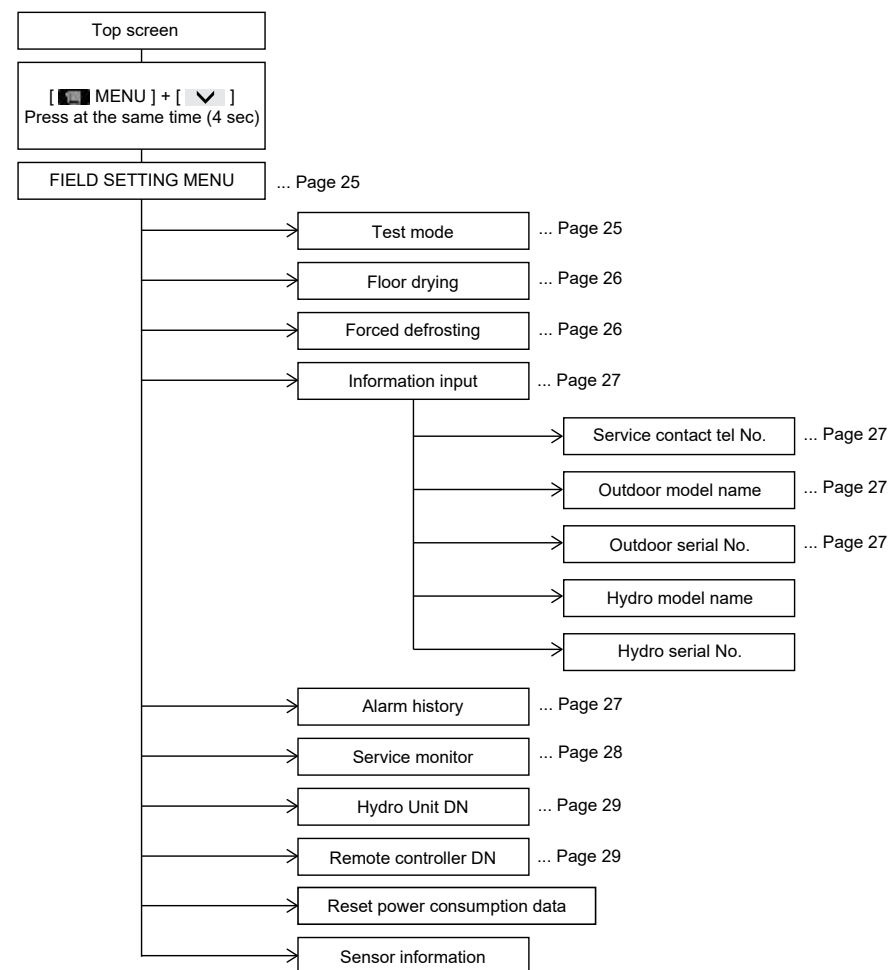 Top screen
[ MENU ] + [ ]
Press at the same time (4 sec)
FIELD SETTING MENU ... Page 25
Test mode ... Page 25
Floor drying ... Page 26
Forced defrosting ... Page 26
Information input ... Page 27
Service contact tel No. ... Page 27
Outdoor model name ... Page 27
Outdoor serial No. ... Page 27
Hydro model name
Hydro serial No.
Alarm history ... Page 27
Service monitor ... Page 28
Hydro Unit DN ... Page 29
Remote controller DN ... Page 29
Reset power consumption data
Sensor information